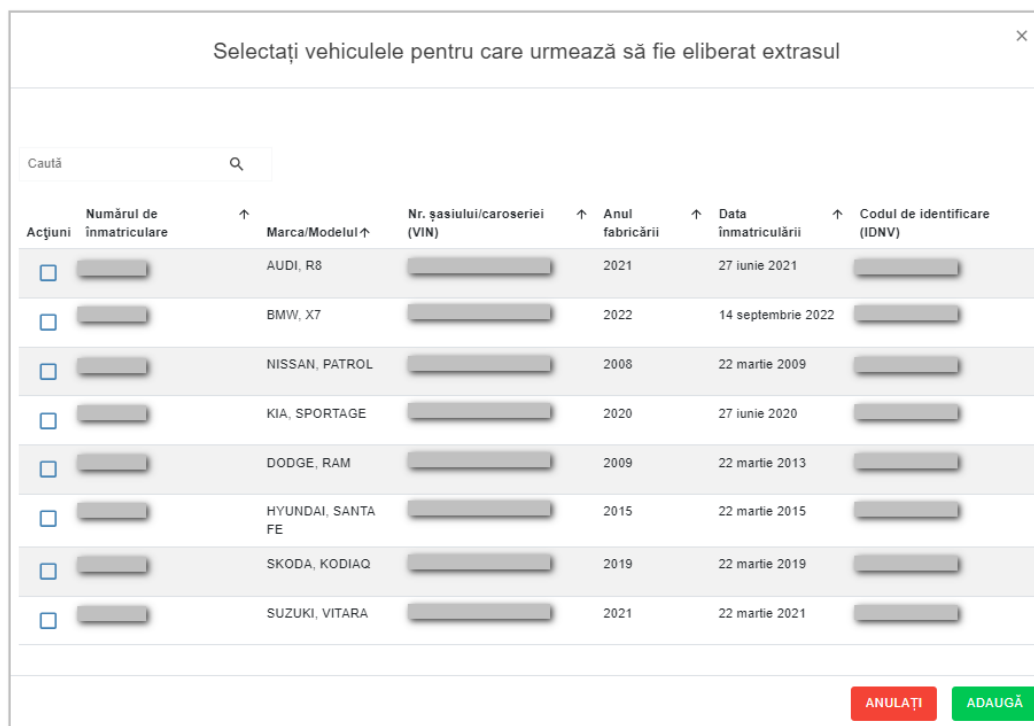 Selectați vehiculele pentru care urmează să fie eliberat extrasul
Caută
Acțiuni Numărul de înmatriculare Marca/Modelul Nr. șasiului/caroseriei (VIN) Anul fabricării Data înmatriculării Codul de identificare (IDNV)
AUDI, R8 2021 27 iunie 2021
BMW, X7 2022 14 septembrie 2022
NISSAN, PATROL 2008 22 martie 2009
KIA, SPORTAGE 2020 27 iunie 2020
DODGE, RAM 2009 22 martie 2013
HYUNDAI, SANTA FE 2015 22 martie 2015
SKODA, KODIAQ 2019 22 martie 2019
SUZUKI, VITARA 2021 22 martie 2021
ANULAȚI ADAUGĂ